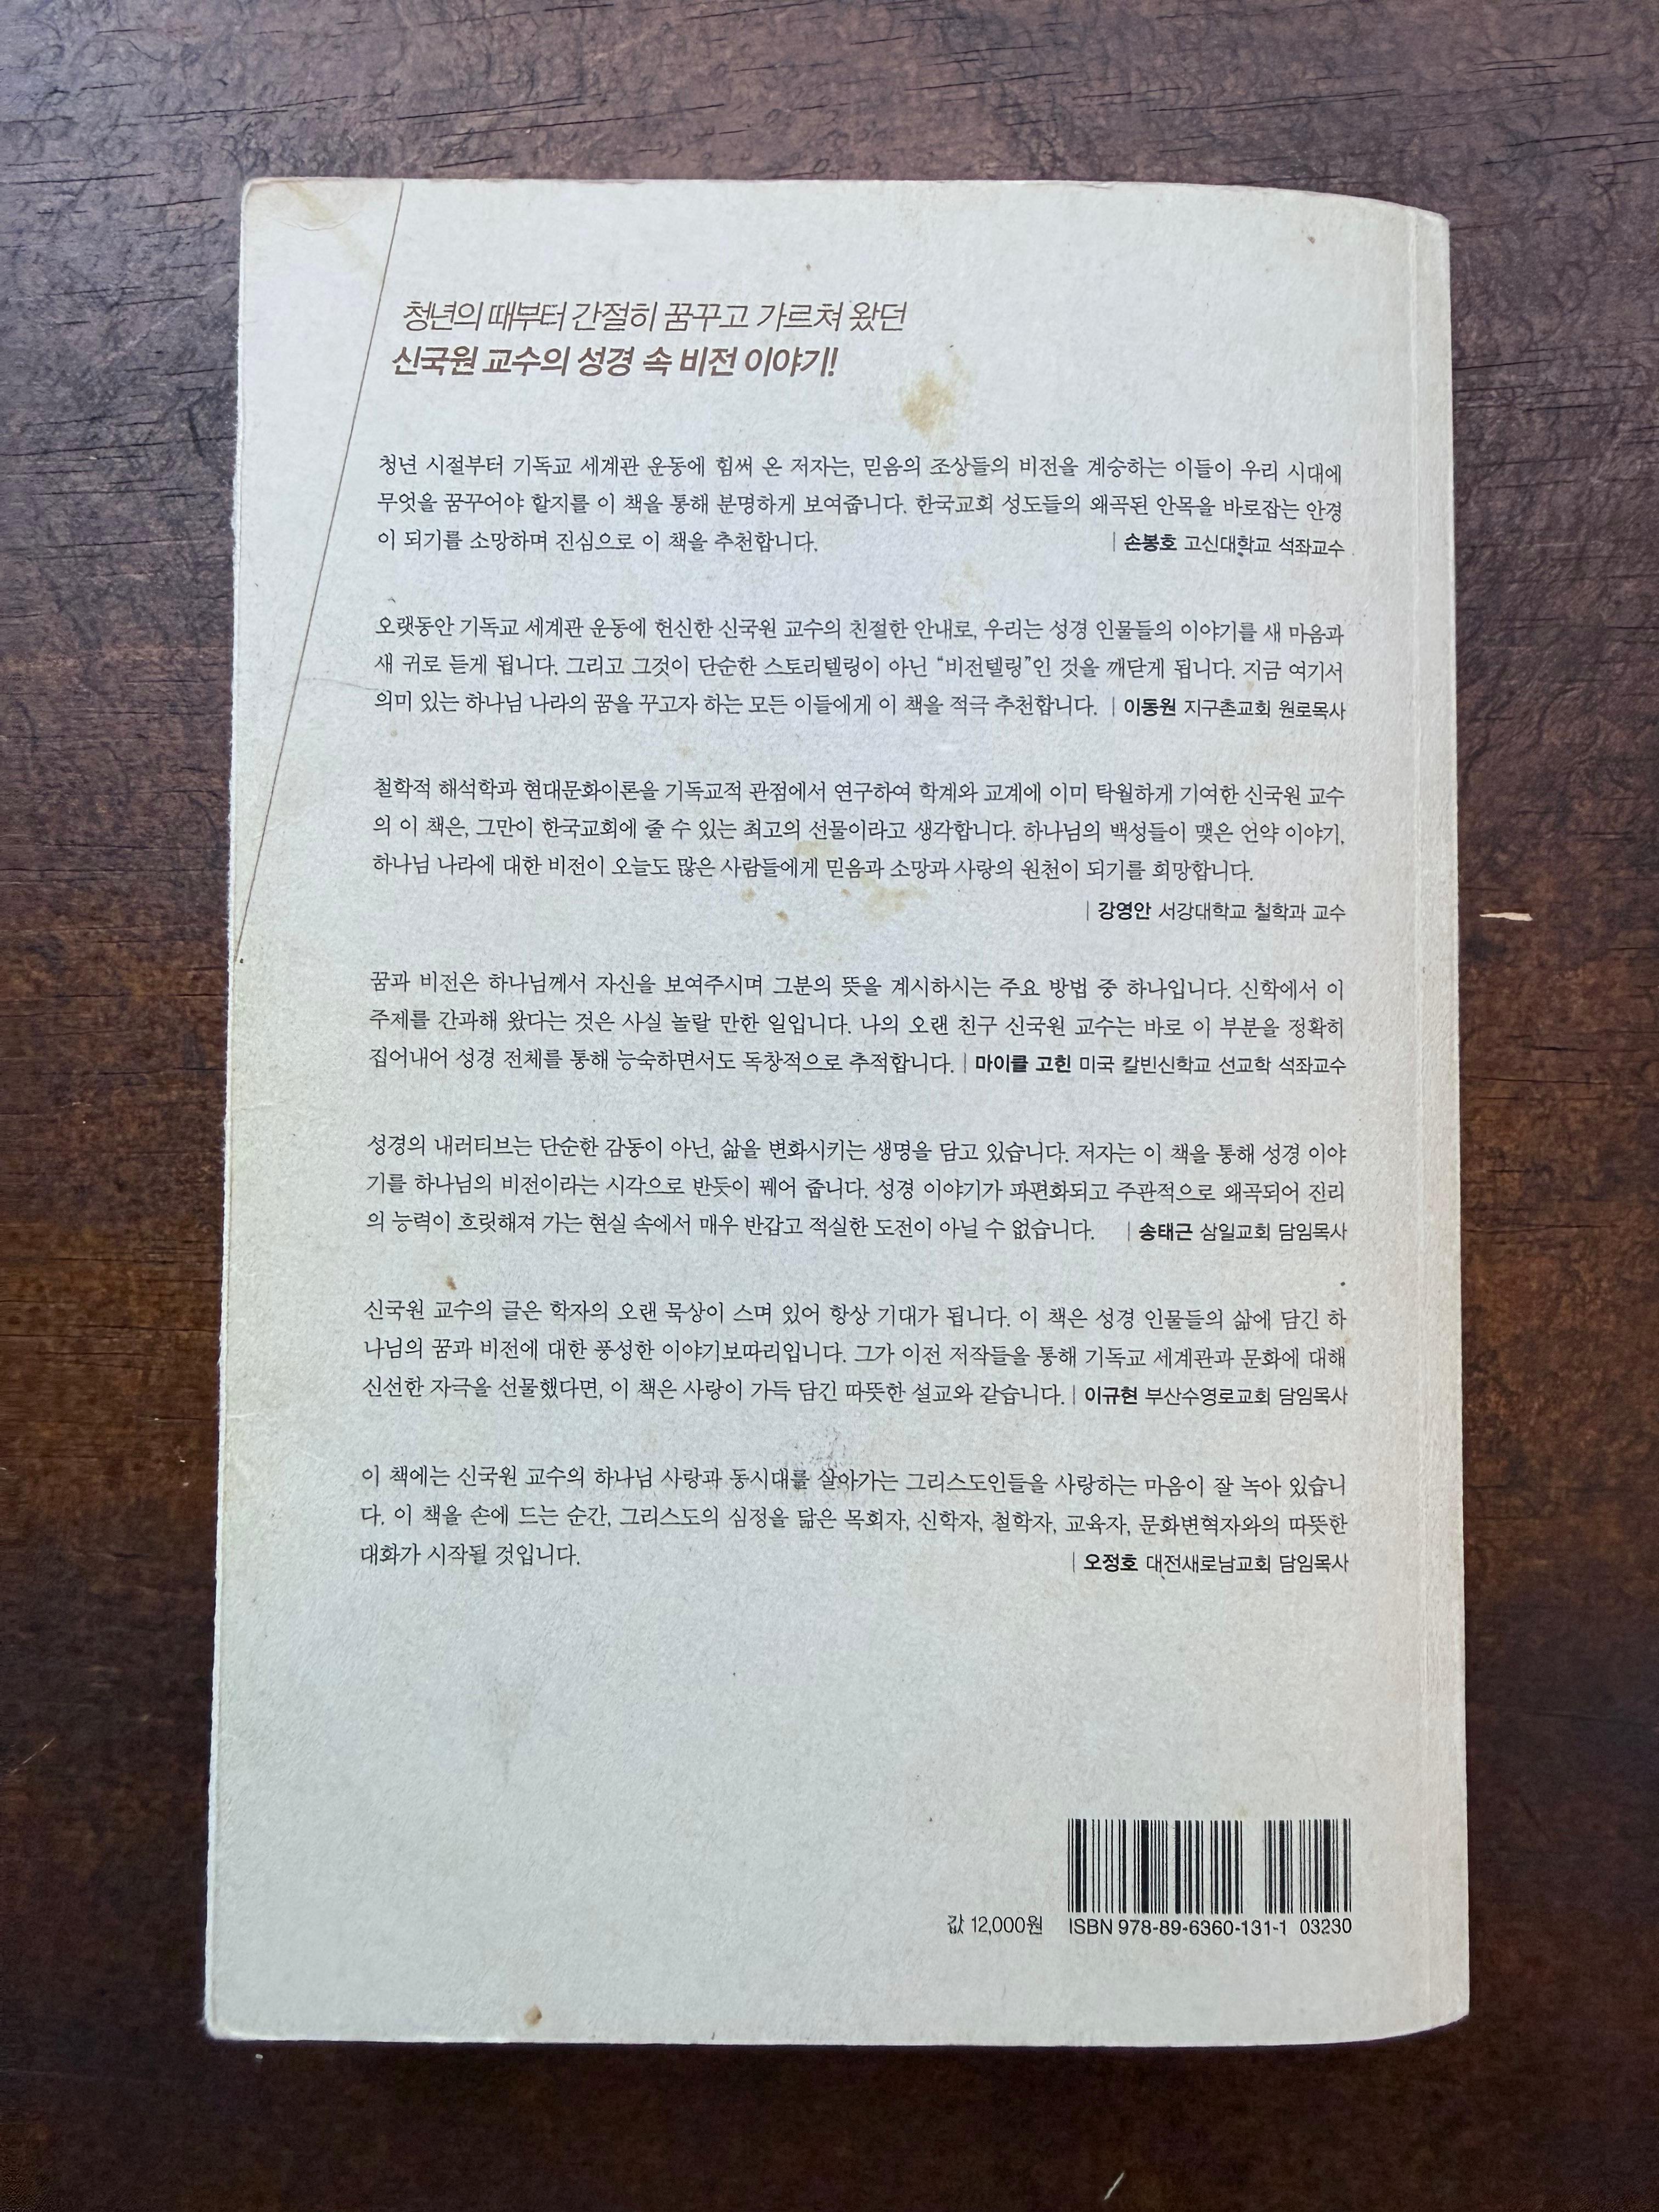 청년의 때부터 간절히 꿈꾸고 가르쳐 왔던
신국원 교수의 성경 속 비전 이야기!
청년 시절부터 기독교 세계관 운동에 힘써 온 저자는, 믿음의 조상들의 비전을 계승하는 이들이 우리 시대에
무엇을 꿈꾸어야 할지를 이 책을 통해 분명하게 보여줍니다. 한국교회 성도들의 왜곡된 안목을 바로잡는 안경
이 되기를 소망하며 진심으로 이 책을 추천합니다. | 손봉호 고신대학교 석좌교수
오랫동안 기독교 세계관 운동에 헌신한 신국원 교수의 친절한 안내로, 우리는 성경 인물들의 이야기를 새 마음과
새 귀로 듣게 됩니다. 그리고 그것이 단순한 스토리텔링이 아닌 “비전텔링”인 것을 깨닫게 됩니다. 지금 여기서
의미 있는 하나님 나라의 꿈을 꾸고자 하는 모든 이들에게 이 책을 적극 추천합니다. | 이동원 지구촌교회 원로목사
철학적 해석학과 현대문화이론을 기독교적 관점에서 연구하여 학계와 교계에 이미 탁월하게 기여한 신국원 교수
의 이 책은, 그만이 한국교회에 줄 수 있는 최고의 선물이라고 생각합니다. 하나님의 백성들이 맺은 언약 이야기,
하나님 나라에 대한 비전이 오늘도 많은 사람들에게 믿음과 소망과 사랑의 원천이 되기를 희망합니다.
| 강영안 서강대학교 철학과 교수
꿈과 비전은 하나님께서 자신을 보여주시며 그분의 뜻을 계시하시는 주요 방법 중 하나입니다. 신학에서 이
주제를 간과해 왔다는 것은 사실 놀랄 만한 일입니다. 나의 오랜 친구 신국원 교수는 바로 이 부분을 정확히
집어내어 성경 전체를 통해 능숙하면서도 독창적으로 추적합니다. | 마이클 고힌 미국 칼빈신학교 선교학 석좌교수
성경의 내러티브는 단순한 감동이 아닌, 삶을 변화시키는 생명을 담고 있습니다. 저자는 이 책을 통해 성경 이야
기를 하나님의 비전이라는 시각으로 반듯이 꿰어 줍니다. 성경 이야기가 파편화되고 주관적으로 왜곡되어 진리
의 능력이 흐릿해져 가는 현실 속에서 매우 반갑고 적실한 도전이 아닐 수 없습니다. | 송태근 삼일교회 담임목사
신국원 교수의 글은 학자의 오랜 묵상이 스며 있어 항상 기대가 됩니다. 이 책은 성경 인물들의 삶에 담긴 하
나님의 꿈과 비전에 대한 풍성한 이야기보따리입니다. 그가 이전 저작들을 통해 기독교 세계관과 문화에 대해
신선한 자극을 선물했다면, 이 책은 사랑이 가득 담긴 따뜻한 설교와 같습니다. | 이규현 부산수영로교회 담임목사
이 책에는 신국원 교수의 하나님 사랑과 동시대를 살아가는 그리스도인들을 사랑하는 마음이 잘 녹아 있습니
다. 이 책을 손에 드는 순간, 그리스도의 심정을 닮은 목회자, 신학자, 철학자, 교육자, 문화변혁자와의 따뜻한
대화가 시작될 것입니다. | 오정호 대전새로남교회 담임목사
값 12,000원 ISBN 978-89-6360-131-1 03230